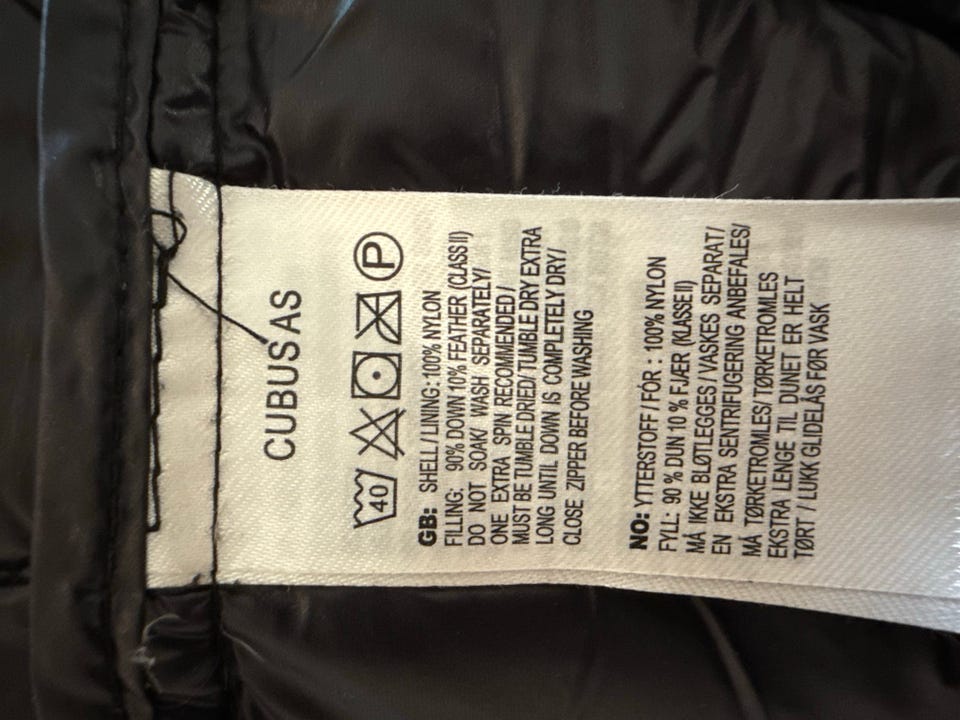 CUBUS AS
40 P
GB: SHELL/LINING: 100% NYLON
FILLING: 90% DOWN 10% FEATHER (CLASS II)
DO NOT SOAK/ WASH SEPARATELY/
ONE EXTRA SPIN RECOMMENDED/
MUST BE TUMBLE DRIED/TUMBLE DRY EXTRA
LONG UNTIL DOWN IS COMPLETELY DRY/
CLOSE ZIPPER BEFORE WASHING
NO: YTTERSTOFF/FÓR : 100% NYLON
FYLL: 90 % DUN 10 % FJÆR (KLASE II)
MÅ IKKE BLØTLEGGES / VASKES SEPARAT/
EN EKSTRA SENTRIFUGERING ANBEFALES/
MÅ TØRKETROMLES/TØRKETROMLES
EKSTRA LENGE TIL DUNET ER HELT
TØRT / LUKK GLIDELÅS FØR VASK